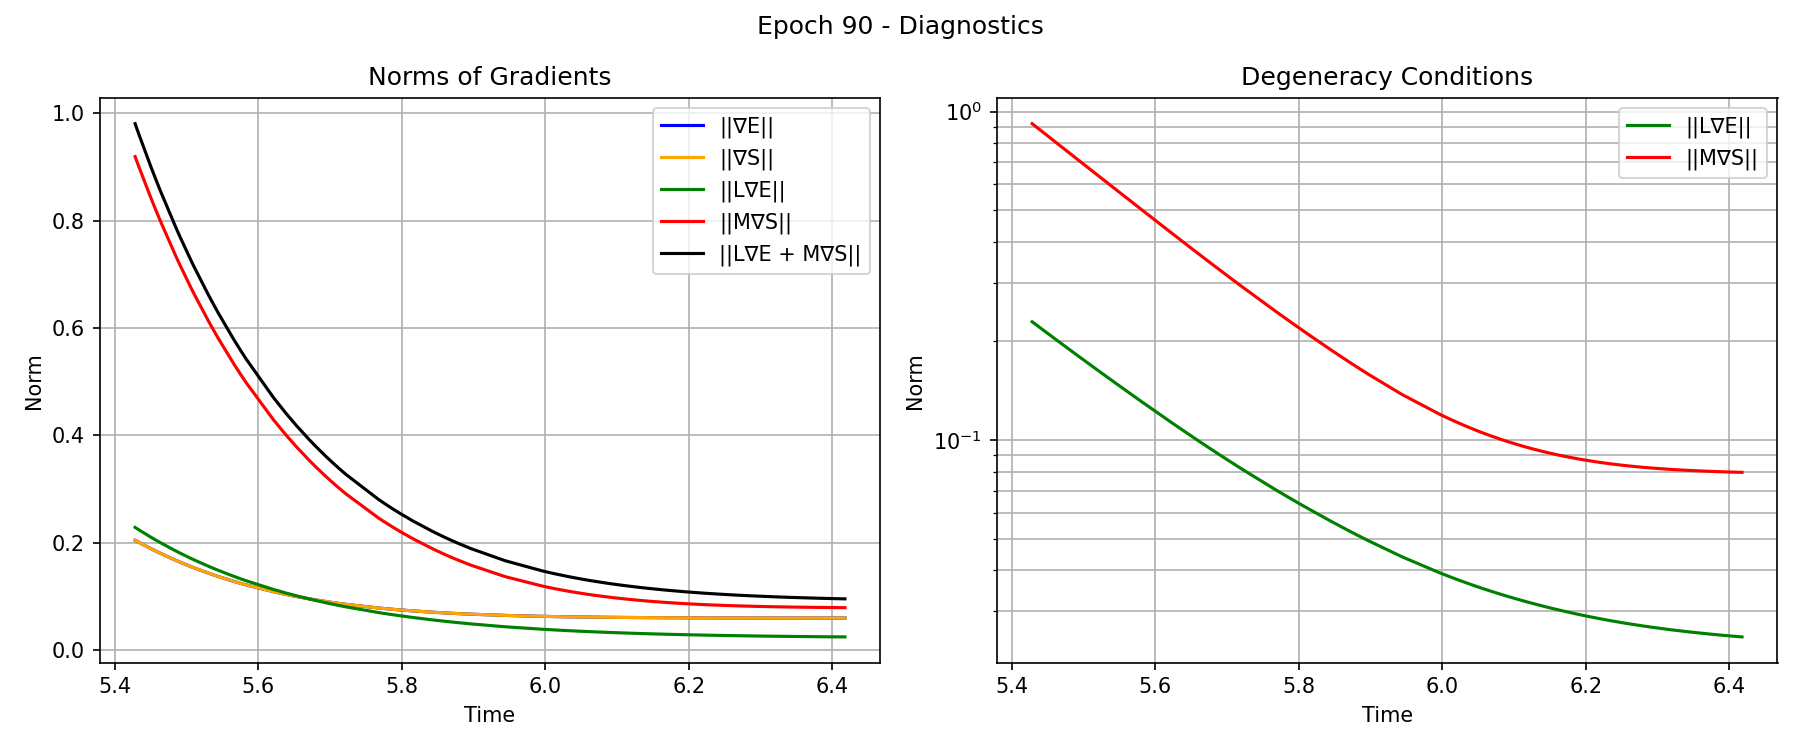 Epoch 90 - Diagnostics
Norms of Gradients
1.0
0.8
0.6
0.4
0.2
0.0
Norm
5.4 5.6 5.8 6.0 6.2 6.4
Time
||∇E||
||∇S||
||L∇E||
||M∇S||
||L∇E + M∇S||
Degeneracy Conditions
10⁰
10⁻¹
Norm
5.4 5.6 5.8 6.0 6.2 6.4
Time
||L∇E||
||M∇S||